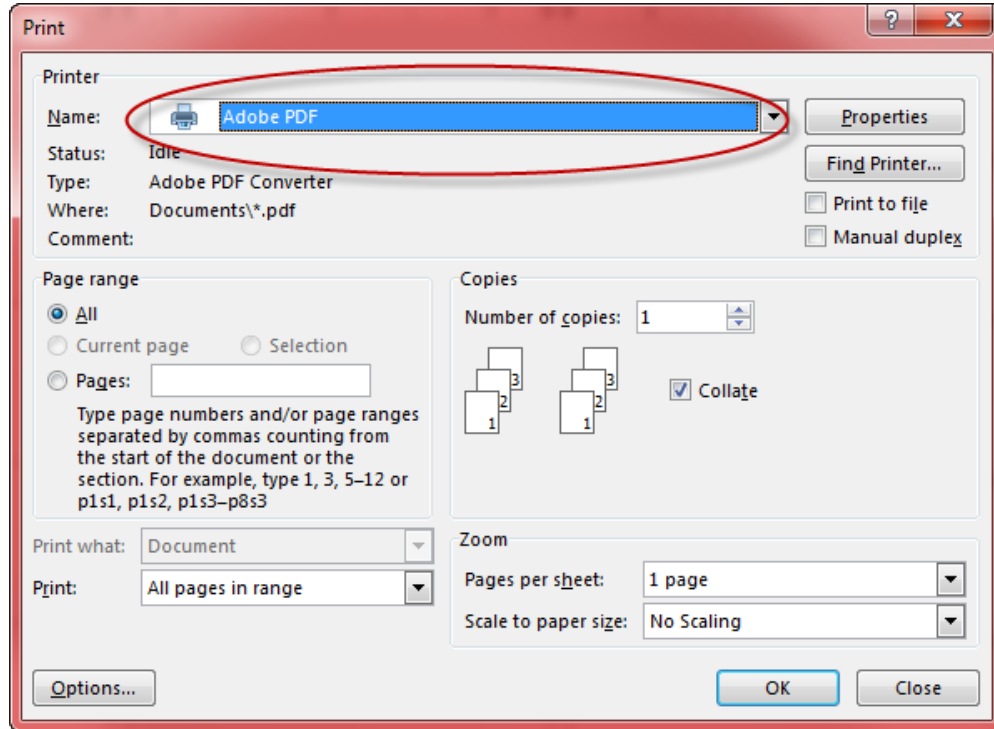 Print
Printer
Name: Adobe PDF
Properties
Status: Idle
Find Printer...
Type: Adobe PDF Converter
Where: Documents\*.pdf
Print to file
Comment:
Manual duplex
Page range
All
Current page Selection
Pages:
Type page numbers and/or page ranges
separated by commas counting from
the start of the document or the
section. For example, type 1, 3, 5–12 or
p1s1, p1s2, p1s3–p8s3
Copies
Number of copies: 1
3 3
2 2
1 1
Collate
Print what: Document
Print: All pages in range
Zoom
Pages per sheet: 1 page
Scale to paper size: No Scaling
Options...
OK
Close